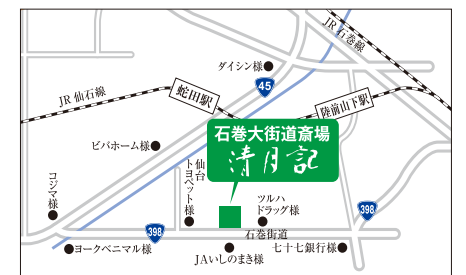 JR石巻線
ダイシン様
45
JR仙石線
蛇田駅
陸前山下駅
石巻大街道斎場
清月記
ビバホーム様
仙台
トヨペット様
コジマ様
ツルハ
ドラッグ様
398
398
石巻街道
ヨークベニマル様
JAいしのまき様
七十七銀行様